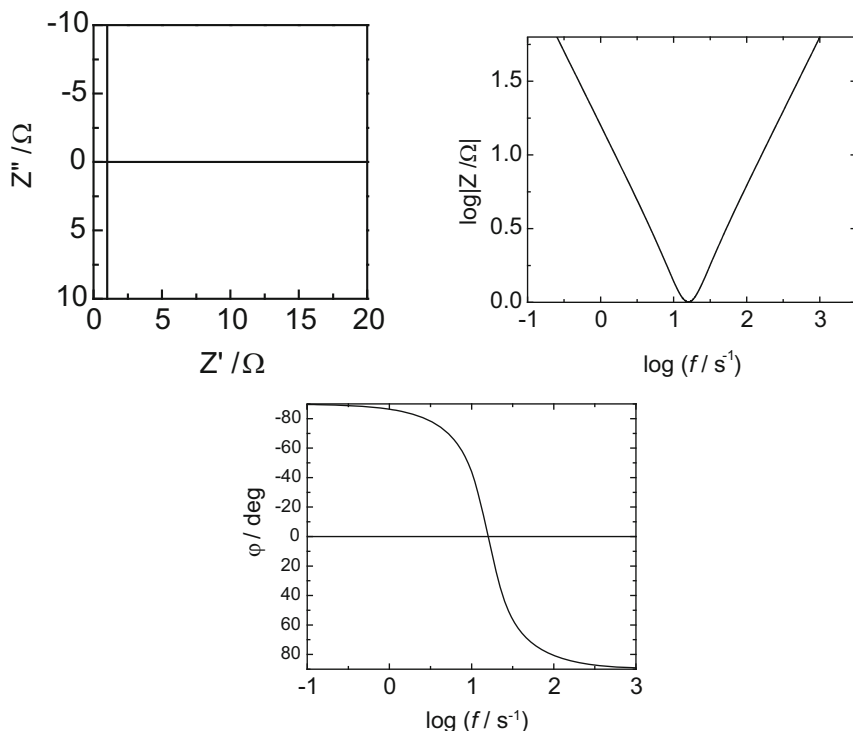 -10
-5
0
5
10
Z" /Ω
0 5 10 15 20
Z' /Ω
1.5
1.0
0.5
0.0
log|Z /Ω|
-1 0 1 2 3
log (f / s⁻¹)
-80
-60
-40
-20
0
20
40
60
80
φ / deg
-1 0 1 2 3
log (f / s⁻¹)